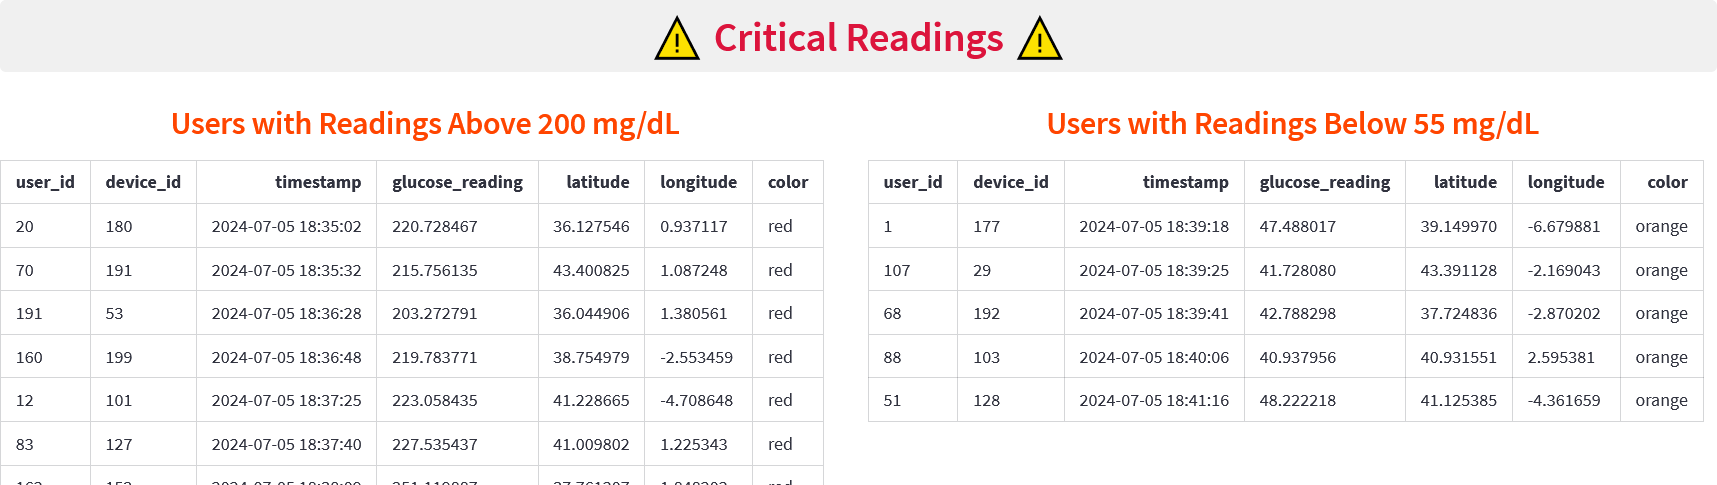 Critical Readings
Users with Readings Above 200 mg/dL
user_id device_id timestamp glucose_reading latitude longitude color
20 180 2024-07-05 18:35:02 220.728467 36.127546 0.937117 red
70 191 2024-07-05 18:35:32 215.756135 43.400825 1.087248 red
191 53 2024-07-05 18:36:28 203.272791 36.044906 1.380561 red
160 199 2024-07-05 18:36:48 219.783771 38.754979 -2.553459 red
12 101 2024-07-05 18:37:25 223.058435 41.228665 -4.708648 red
83 127 2024-07-05 18:37:40 227.535437 41.009802 1.225343 red
Users with Readings Below 55 mg/dL
user_id device_id timestamp glucose_reading latitude longitude color
1 177 2024-07-05 18:39:18 47.488017 39.149970 -6.679881 orange
107 29 2024-07-05 18:39:25 41.728080 43.391128 -2.169043 orange
68 192 2024-07-05 18:39:41 42.788298 37.724836 -2.870202 orange
88 103 2024-07-05 18:40:06 40.937956 40.931551 2.595381 orange
51 128 2024-07-05 18:41:16 48.222218 41.125385 -4.361659 orange